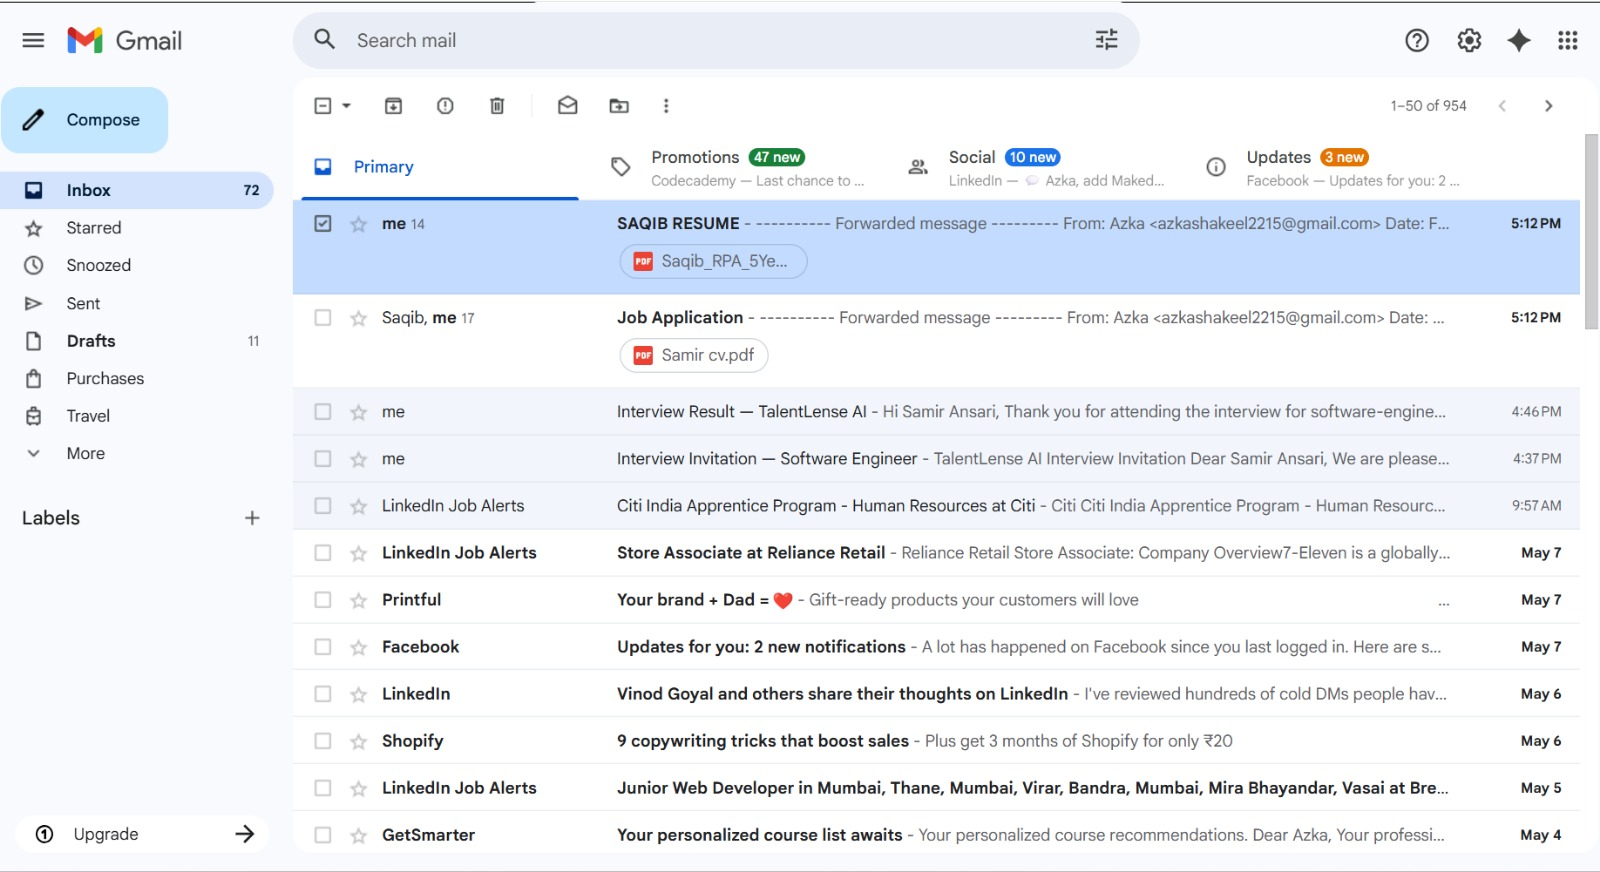 Gmail
Search mail
Compose
1–50 of 954
Inbox 72
Starred
Snoozed
Sent
Drafts 11
Purchases
Travel
More
Labels
Upgrade
Primary
Promotions 47 new
Codecademy — Last chance to ...
Social 10 new
LinkedIn — 💬 Azka, add Maked...
Updates 3 new
Facebook — Updates for you: 2 ...
me 14 SAQIB RESUME - ---------- Forwarded message --------- From: Azka <azkashakeel2215@gmail.com> Date: F... 5:12 PM
PDF Saqib_RPA_5Ye...
Saqib, me 17 Job Application - ---------- Forwarded message --------- From: Azka <azkashakeel2215@gmail.com> Date: ... 5:12 PM
PDF Samir cv.pdf
me Interview Result — TalentLense AI - Hi Samir Ansari, Thank you for attending the interview for software-engine... 4:46 PM
me Interview Invitation — Software Engineer - TalentLense AI Interview Invitation Dear Samir Ansari, We are please... 4:37 PM
LinkedIn Job Alerts Citi India Apprentice Program - Human Resources at Citi - Citi Citi India Apprentice Program - Human Resourc... 9:57 AM
LinkedIn Job Alerts Store Associate at Reliance Retail - Reliance Retail Store Associate: Company Overview7-Eleven is a globally... May 7
Printful Your brand + Dad = ❤️ - Gift-ready products your customers will love ... May 7
Facebook Updates for you: 2 new notifications - A lot has happened on Facebook since you last logged in. Here are s... May 7
LinkedIn Vinod Goyal and others share their thoughts on LinkedIn - I've reviewed hundreds of cold DMs people hav... May 6
Shopify 9 copywriting tricks that boost sales - Plus get 3 months of Shopify for only ₹20 May 6
LinkedIn Job Alerts Junior Web Developer in Mumbai, Thane, Mumbai, Virar, Bandra, Mumbai, Mira Bhayandar, Vasai at Bre... May 5
GetSmarter Your personalized course list awaits - Your personalized course recommendations. Dear Azka, Your professi... May 4